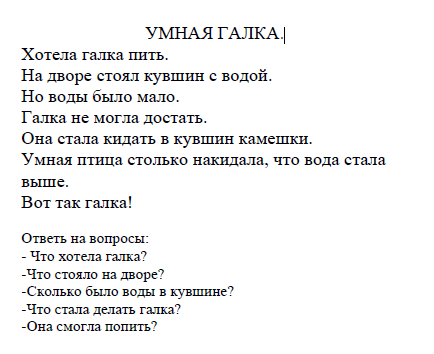 УМНАЯ ГАЛКА.
Хотела галка пить.
На дворе стоял кувшин с водой.
Но воды было мало.
Галка не могла достать.
Она стала кидать в кувшин камешки.
Умная птица столько накидала, что вода стала
выше.
Вот так галка!
Ответь на вопросы:
- Что хотела галка?
-Что стояло на дворе?
-Сколько было воды в кувшине?
-Что стала делать галка?
-Она смогла попить?